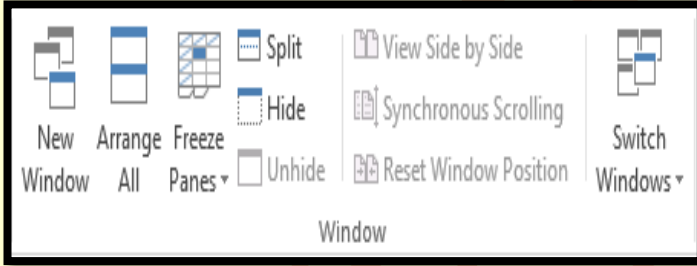 New Window
Arrange All
Freeze Panes
Split
Hide
Unhide
View Side by Side
Synchronous Scrolling
Reset Window Position
Switch Windows
Window